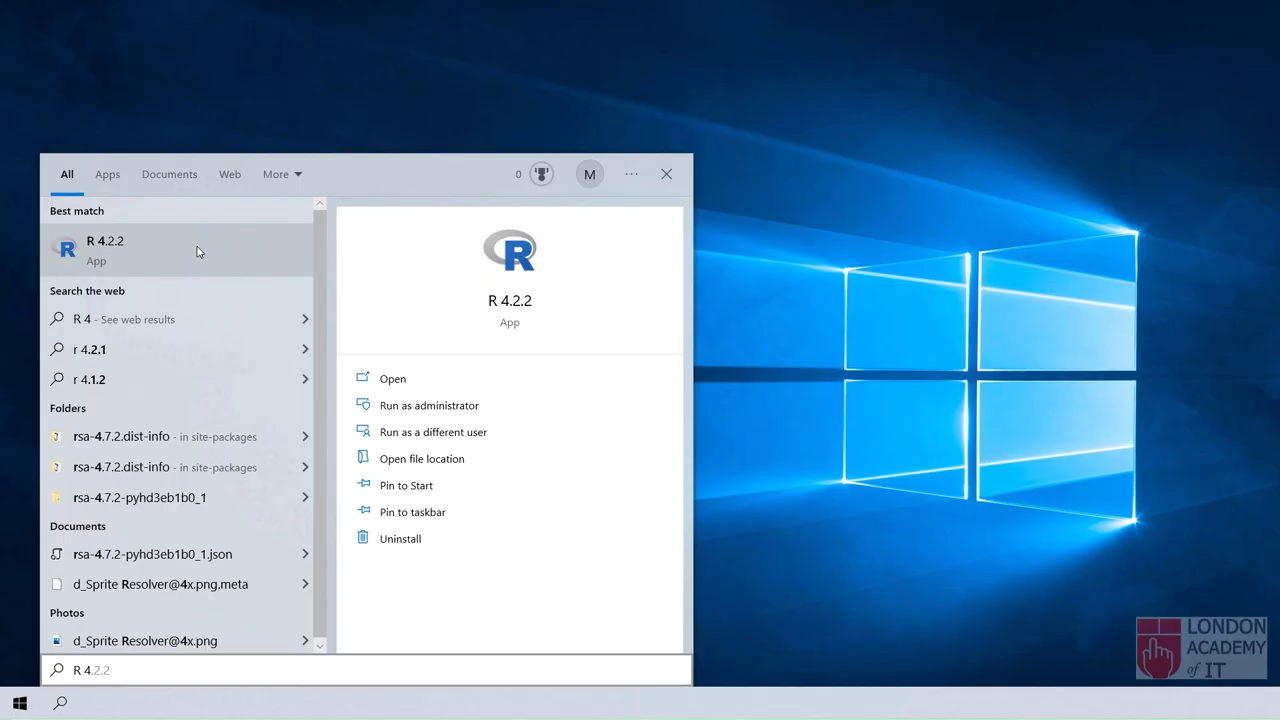 All Apps Documents Web More 0 M ...
Best match
R 4.2.2
App
Search the web
R 4 - See web results
r 4.2.1
r 4.1.2
Folders
rsa-4.7.2.dist-info - in site-packages
rsa-4.7.2.dist-info - in site-packages
rsa-4.7.2-pyhd3eb1b0_1
Documents
rsa-4.7.2-pyhd3eb1b0_1.json
d_Sprite Resolver@4x.png.meta
Photos
d_Sprite Resolver@4x.png
R 4.2.2
R
R 4.2.2
App
Open
Run as administrator
Run as a different user
Open file location
Pin to Start
Pin to taskbar
Uninstall
LONDON
ACADEMY
of IT